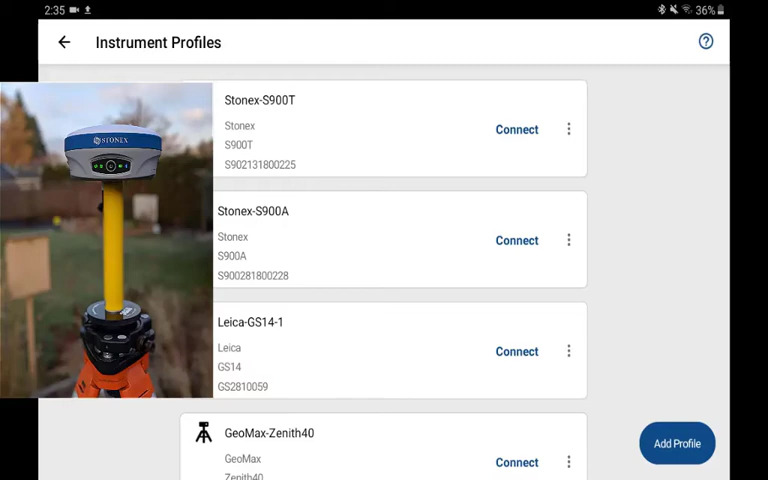 2:35
36%
Instrument Profiles
Stonex-S900T
Stonex
S900T
S902131800225
Connect
STONEX
Stonex-S900A
Stonex
S900A
S900281800228
Connect
Leica-GS14-1
Leica
GS14
GS2810059
Connect
GeoMax-Zenith40
GeoMax
Zenith40
Connect
Add Profile